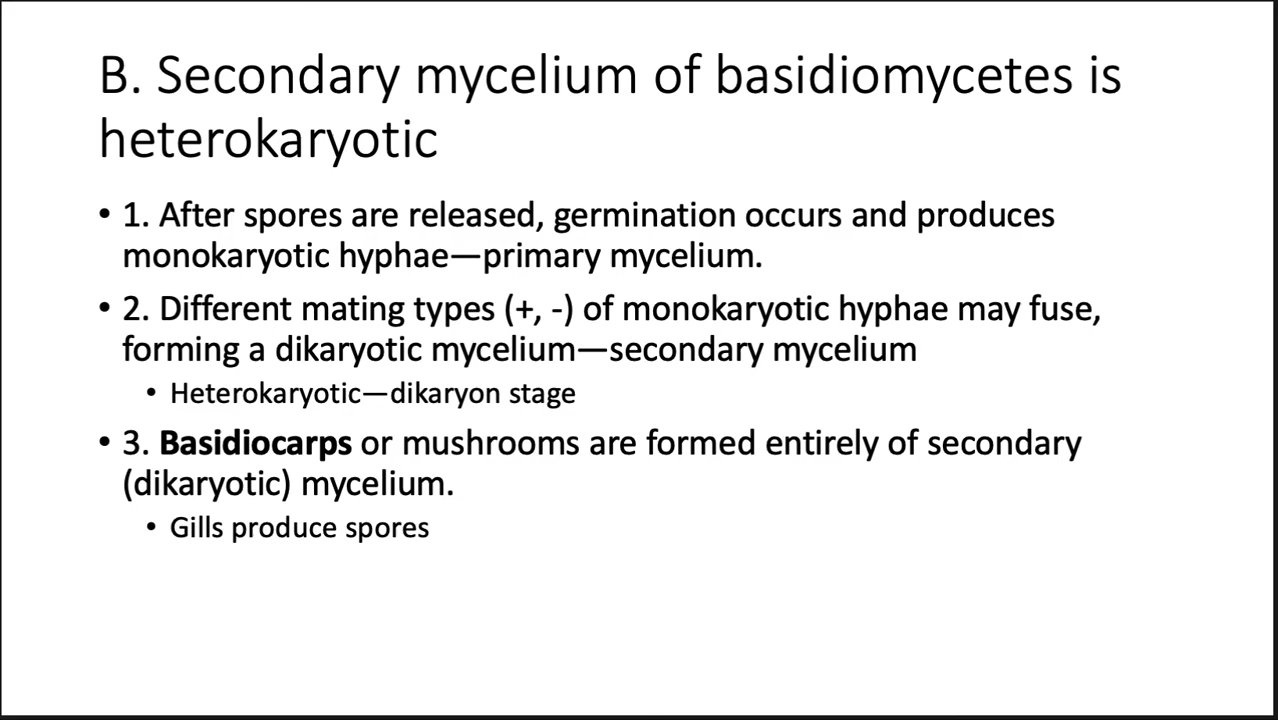 B. Secondary mycelium of basidiomycetes is
heterokaryotic
• 1. After spores are released, germination occurs and produces
monokaryotic hyphae—primary mycelium.
• 2. Different mating types (+, -) of monokaryotic hyphae may fuse,
forming a dikaryotic mycelium—secondary mycelium
• Heterokaryotic—dikaryon stage
• 3. Basidiocarps or mushrooms are formed entirely of secondary
(dikaryotic) mycelium.
• Gills produce spores